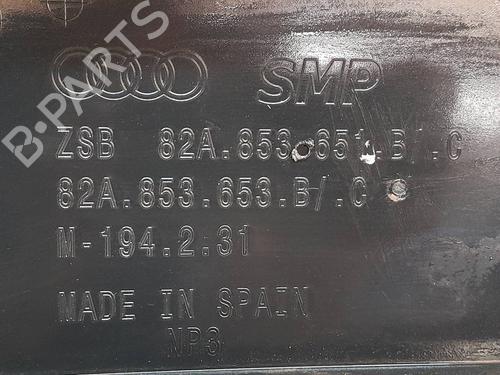 SMP
ZSB 82A.853.651.B/.C
82A.853.653.B/.C
M-194.2.31
MADE IN SPAIN
NP3
B-PARTS